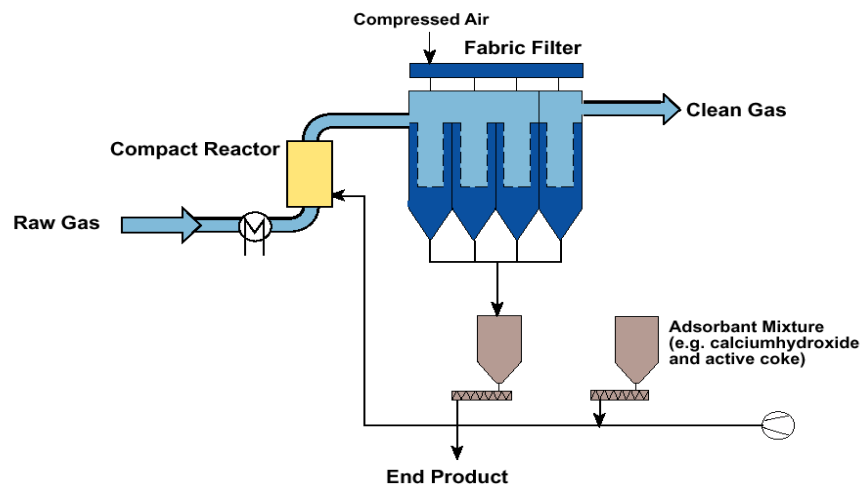 Compressed Air
Fabric Filter
Clean Gas
Compact Reactor
Raw Gas
Adsorbant Mixture
(e.g. calciumhydroxide
and active coke)
End Product